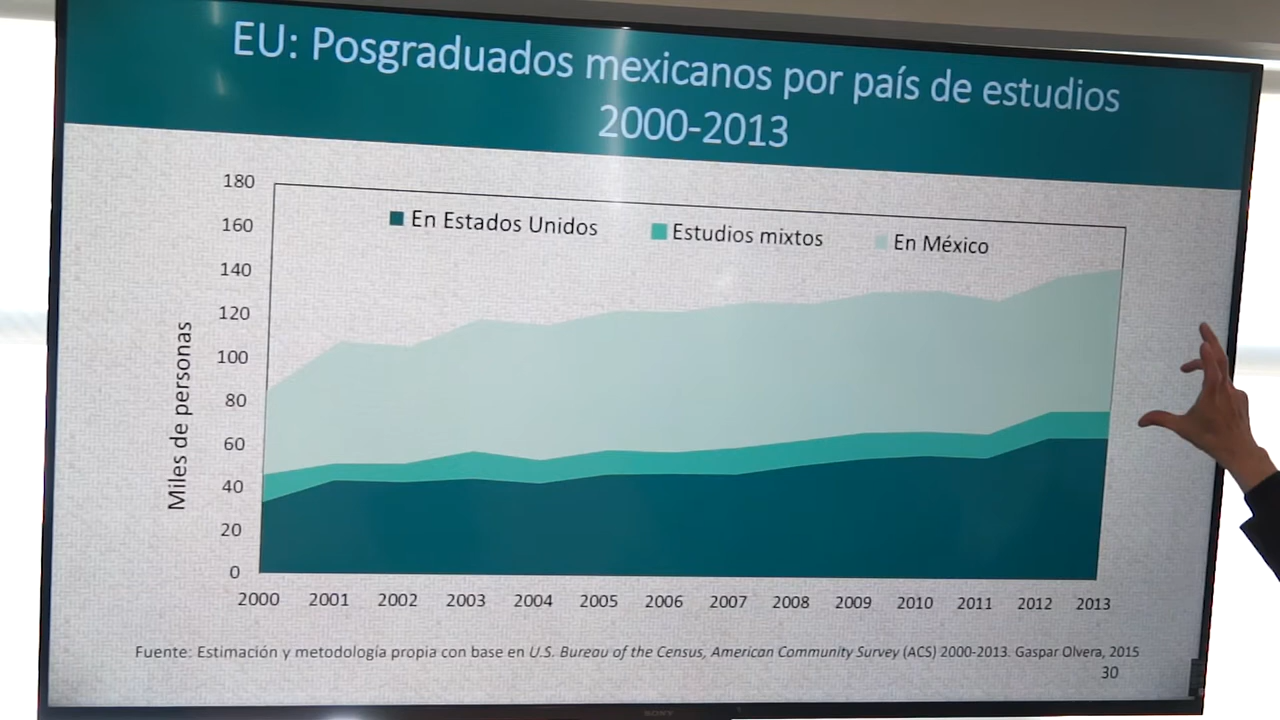 EU: Posgraduados mexicanos por país de estudios
2000-2013
180
160
140
120
100
80
60
40
20
0
Miles de personas
En Estados Unidos
Estudios mixtos
En México
2000 2001 2002 2003 2004 2005 2006 2007 2008 2009 2010 2011 2012 2013
Fuente: Estimación y metodología propia con base en U.S. Bureau of the Census, American Community Survey (ACS) 2000-2013. Gaspar Olvera, 2015
30
SONY